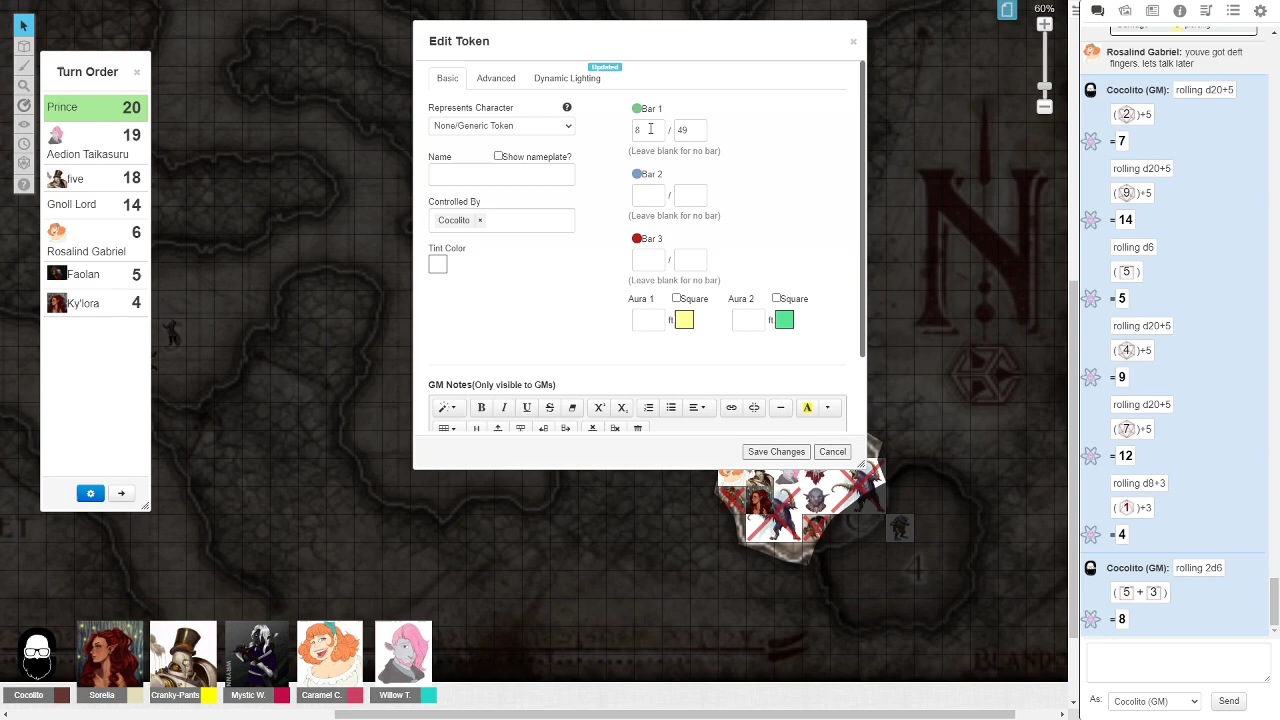 Turn Order
×
Prince 20
19
Aedion Taikasuru
five 18
Gnoll Lord 14
6
Rosalind Gabriel
Faolan 5
Ky'lora 4
Edit Token
×
Updated
Basic
Advanced
Dynamic Lighting
Represents Character
None/Generic Token
Name
Show nameplate?
Controlled By
Cocolito ×
Tint Color
Bar 1
8 / 49
(Leave blank for no bar)
Bar 2
/
(Leave blank for no bar)
Bar 3
/
(Leave blank for no bar)
Aura 1
Square
Aura 2
Square
ft.
ft.
GM Notes(Only visible to GMs)
B I U S
Save Changes
Cancel
60%
N
4
Cocolito
Sorelia
Cranky-Pants
Mystic W.
Caramel C.
Willow T.
Rosalind Gabriel: youve got deft
fingers. lets talk later
Cocolito (GM): rolling d20+5
(2)+5
= 7
rolling d20+5
(9)+5
= 14
rolling d6
(5)
= 5
rolling d20+5
(4)+5
= 9
rolling d20+5
(7)+5
= 12
rolling d8+3
(1)+3
= 4
Cocolito (GM): rolling 2d6
(5 + 3)
= 8
As:
Cocolito (GM)
Send